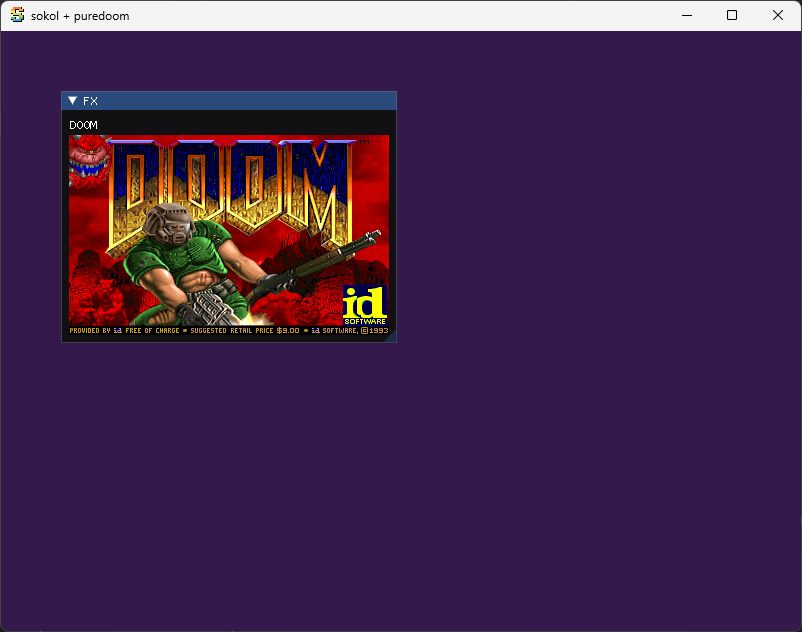 sokol + puredoom
FX
DOOM
DOOM
TM
id
SOFTWARE
PROVIDED BY id FREE OF CHARGE * SUGGESTED RETAIL PRICE $9.00 * id SOFTWARE, ©1993